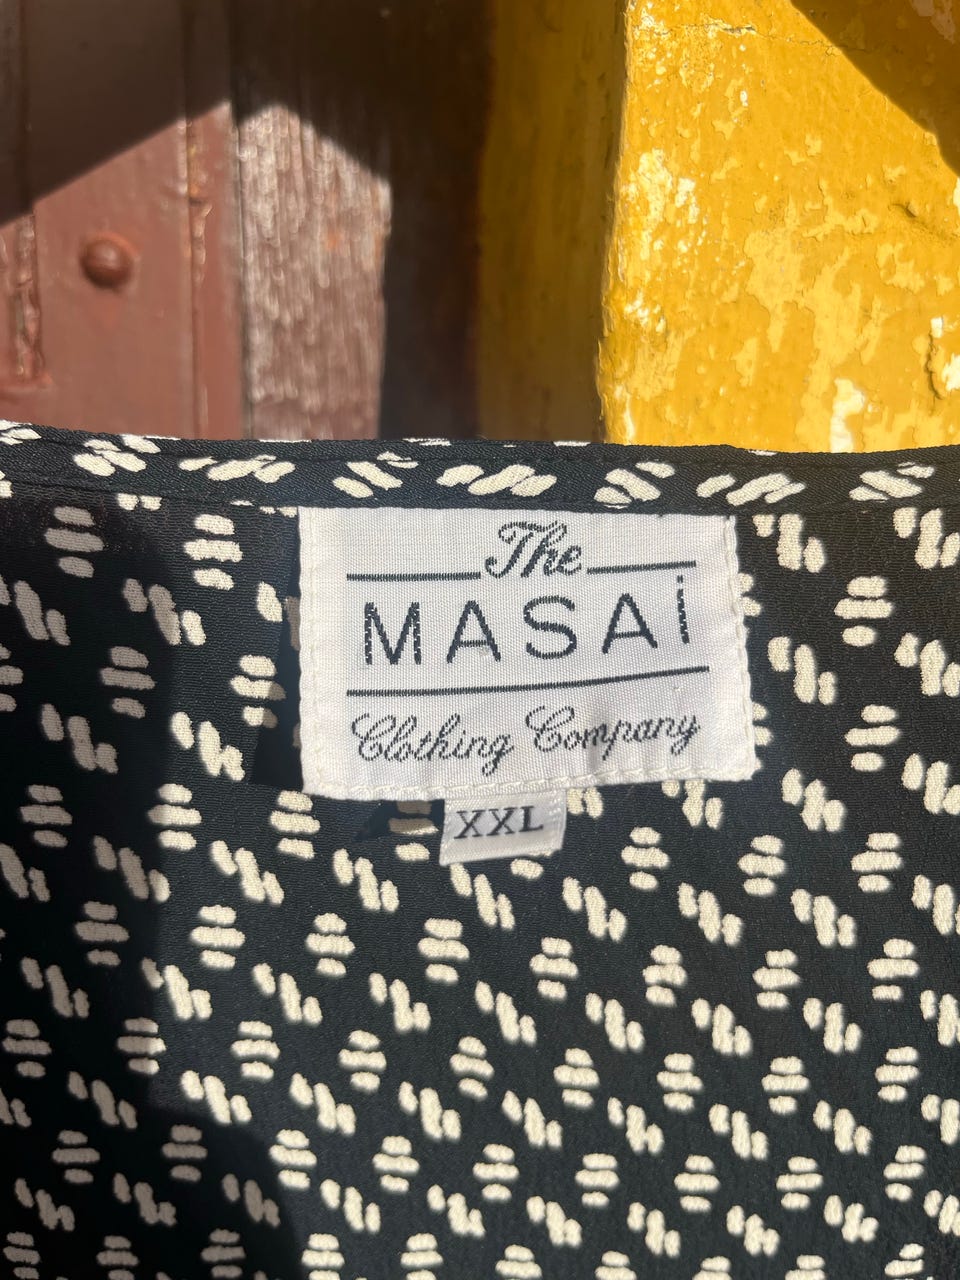 The
MASAi
Clothing Company
XXL